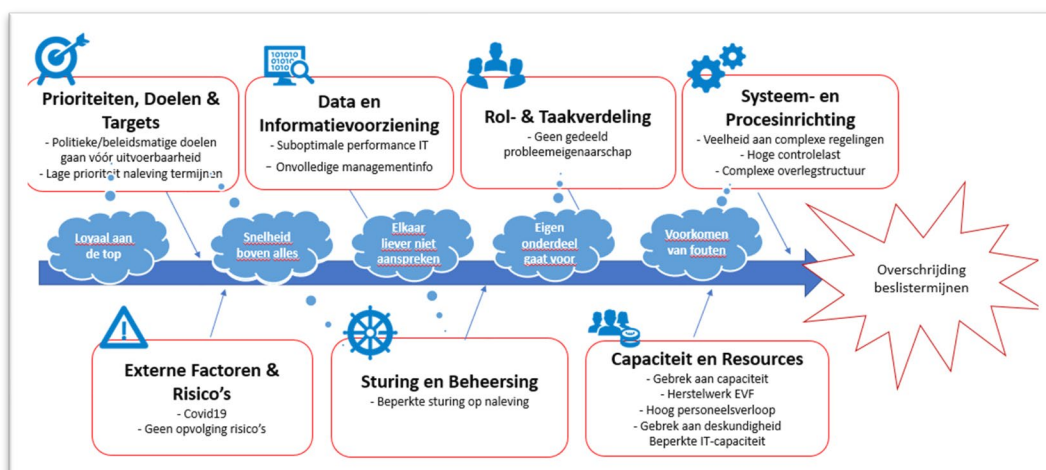 101010
01010
1010
Prioriteiten, Doelen &
Targets
- Politieke/beleidsmatige doelen
gaan vóór uitvoerbaarheid
- Lage prioriteit naleving termijnen
Data en
Informatievoorziening
- Suboptimale performance IT
- Onvolledige managementinfo
Rol- & Taakverdeling
- Geen gedeeld
probleemeigenaarschap
Systeem- en
Procesinrichting
- Veelheid aan complexe regelingen
- Hoge controlelast
- Complexe overlegstructuur
Loyaal aan
de top
Snelheid
boven alles
Elkaar
liever niet
aanspreken
Eigen
onderdeel
gaat voor
Voorkomen
van fouten
Overschrijding
beslistermijnen
Externe Factoren &
Risico's
- Covid19
- Geen opvolging risico's
Sturing en Beheersing
- Beperkte sturing op naleving
Capaciteit en Resources
- Gebrek aan capaciteit
- Herstelwerk EVF
- Hoog personeelsverloop
- Gebrek aan deskundigheid
Beperkte IT-capaciteit